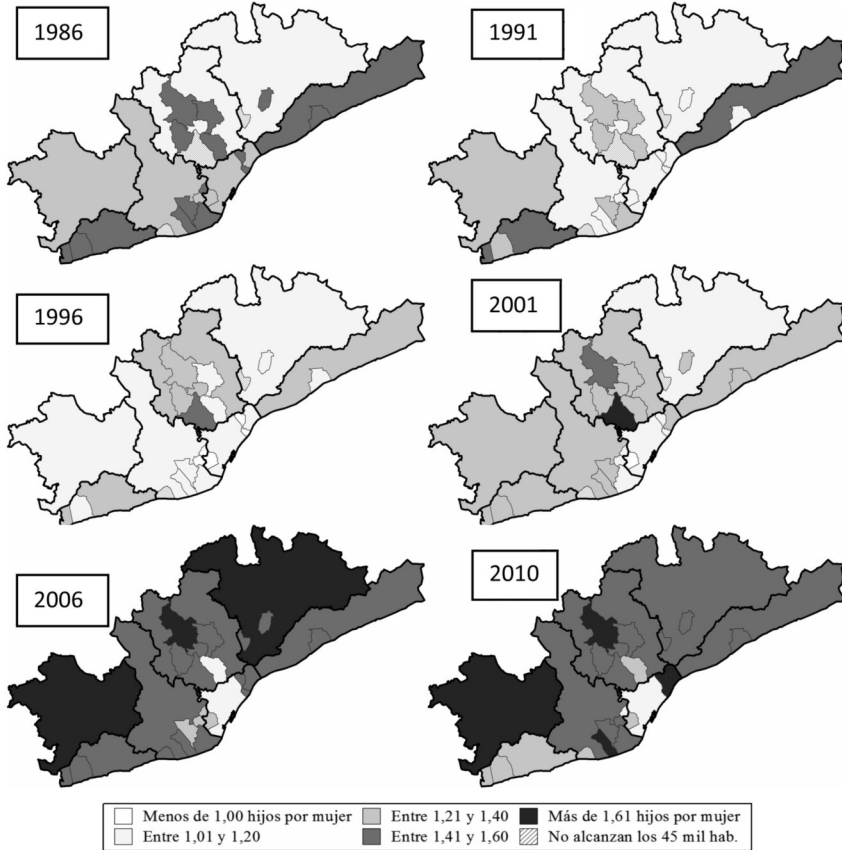 1986
1991
1996
2001
2006
2010
Menos de 1,00 hijos por mujer
Entre 1,21 y 1,40
Más de 1,61 hijos por mujer
Entre 1,01 y 1,20
Entre 1,41 y 1,60
No alcanzan los 45 mil hab.